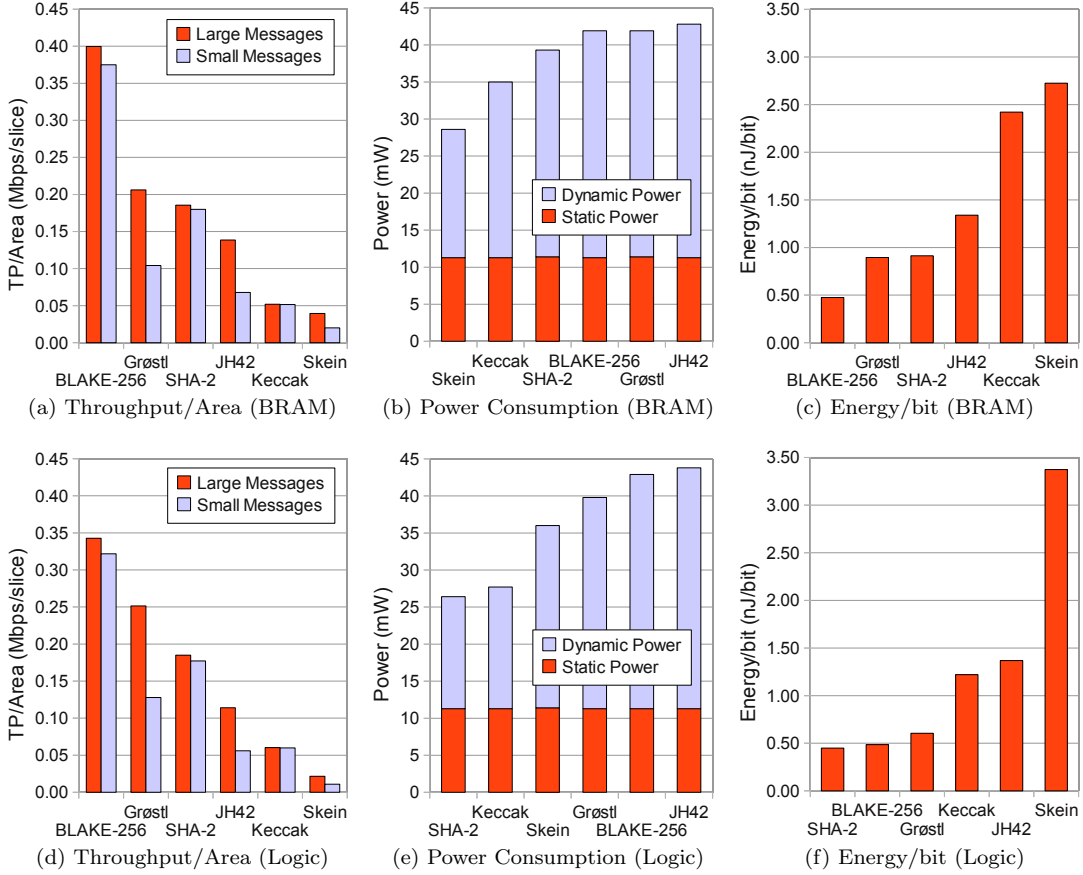 0.45
0.40
0.35
0.30
0.25
0.20
0.15
0.10
0.05
0.00
TP/Area (Mbps/slice)
Large Messages
Small Messages
Grøstl JH42 Skein
BLAKE-256 SHA-2 Keccak
(a) Throughput/Area (BRAM)
45
40
35
30
25
20
15
10
5
0
Power (mW)
Dynamic Power
Static Power
Keccak BLAKE-256 JH42
Skein SHA-2 Grøstl
(b) Power Consumption (BRAM)
3.50
3.00
2.50
2.00
1.50
1.00
0.50
0.00
Energy/bit (nJ/bit)
Grøstl JH42 Skein
BLAKE-256 SHA-2 Keccak
(c) Energy/bit (BRAM)
0.45
0.40
0.35
0.30
0.25
0.20
0.15
0.10
0.05
0.00
TP/Area (Mbps/slice)
Large Messages
Small Messages
Grøstl JH42 Skein
BLAKE-256 SHA-2 Keccak
(d) Throughput/Area (Logic)
45
40
35
30
25
20
15
10
5
0
Power (mW)
Dynamic Power
Static Power
Keccak Grøstl JH42
SHA-2 Skein BLAKE-256
(e) Power Consumption (Logic)
3.50
3.00
2.50
2.00
1.50
1.00
0.50
0.00
Energy/bit (nJ/bit)
BLAKE-256 Keccak Skein
SHA-2 Grøstl JH42
(f) Energy/bit (Logic)